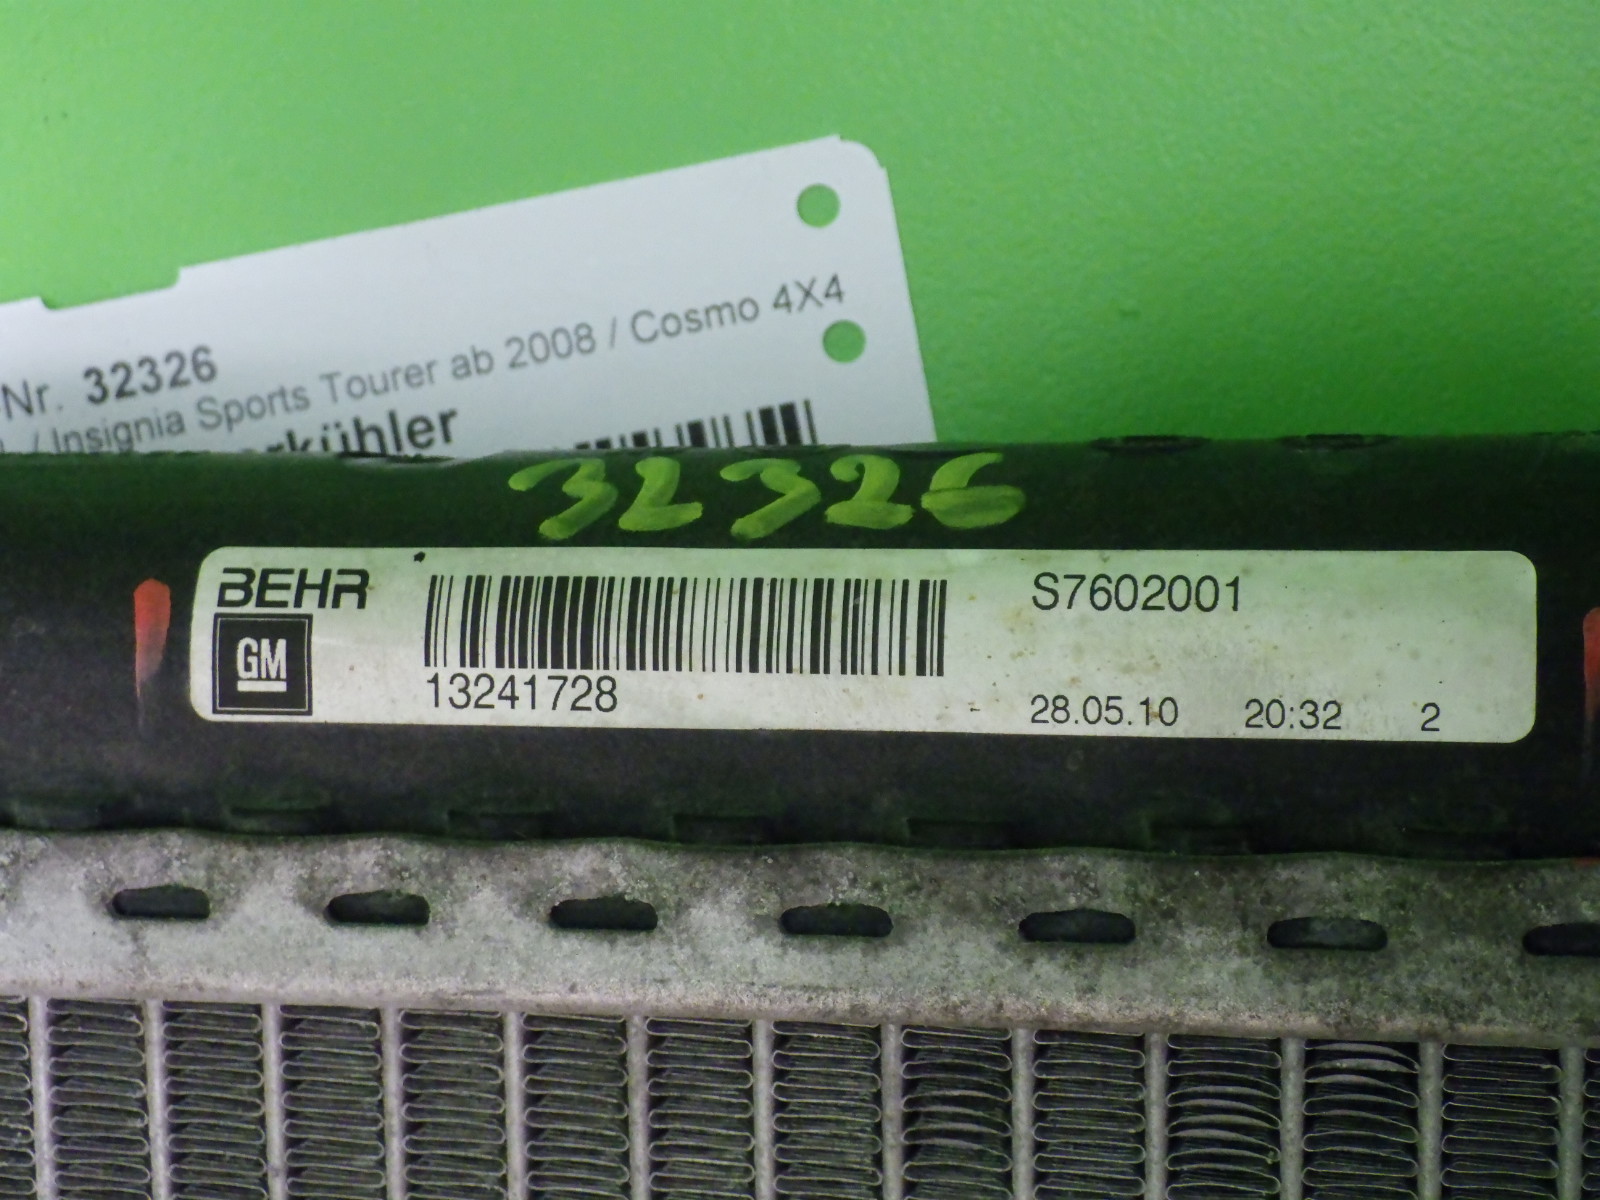 Nr. 32326
/ Insignia Sports Tourer ab 2008 / Cosmo 4X4
32326
BEHR
GM
13241728
S7602001
28.05.10 20:32 2